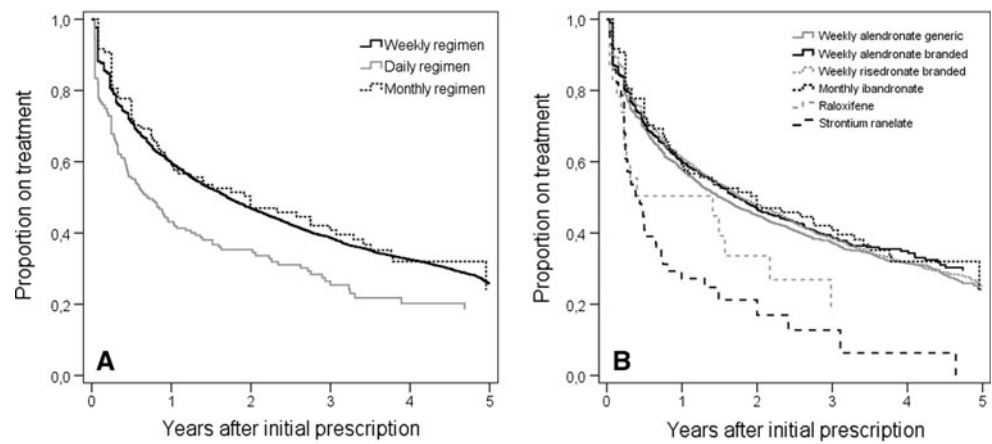 1,0
0,8
0,6
0,4
0,2
0,0
Proportion on treatment
Weekly regimen
Daily regimen
Monthly regimen
A
0 1 2 3 4 5
Years after initial prescription
1,0
0,8
0,6
0,4
0,2
0,0
Proportion on treatment
Weekly alendronate generic
Weekly alendronate branded
Weekly risedronate branded
Monthly ibandronate
Raloxifene
Strontium ranelate
B
0 1 2 3 4 5
Years after initial prescription